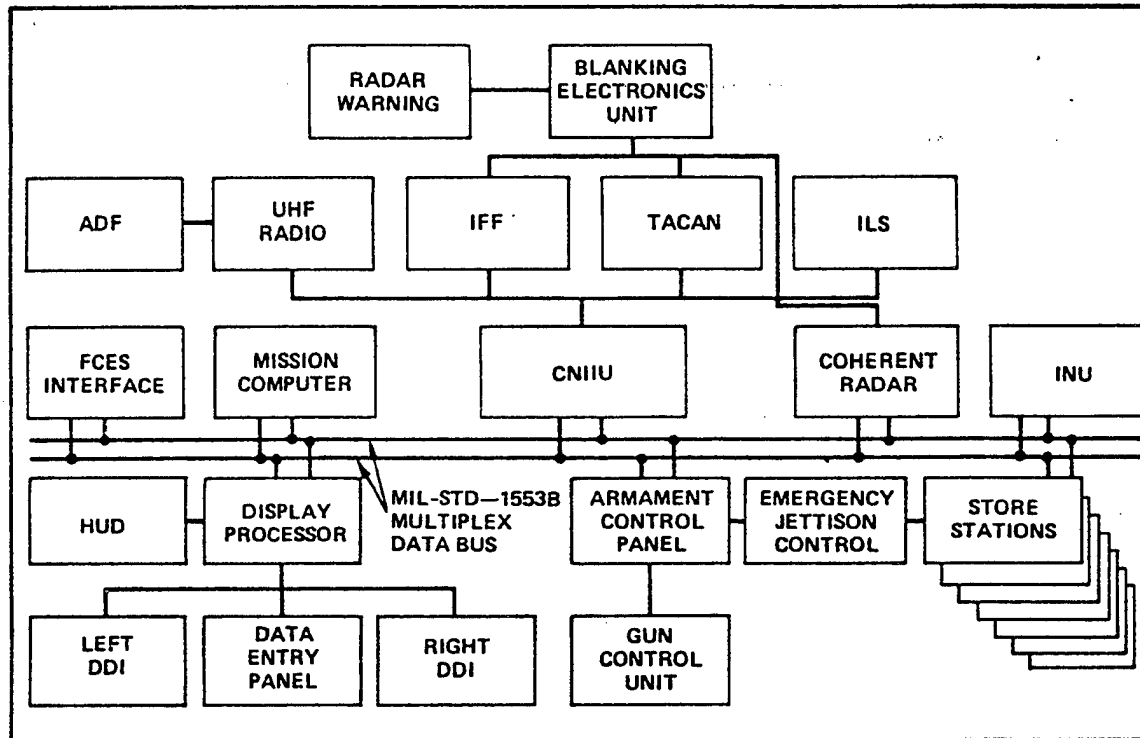 RADAR
WARNING
BLANKING
ELECTRONICS
UNIT
ADF
UHF
RADIO
IFF
TACAN
ILS
FCES
INTERFACE
MISSION
COMPUTER
CNIIU
COHERENT
RADAR
INU
HUD
DISPLAY
PROCESSOR
MIL-STD—1553B
MULTIPLEX
DATA BUS
ARMAMENT
CONTROL
PANEL
EMERGENCY
JETTISON
CONTROL
STORE
STATIONS
LEFT
DDI
DATA
ENTRY
PANEL
RIGHT
DDI
GUN
CONTROL
UNIT